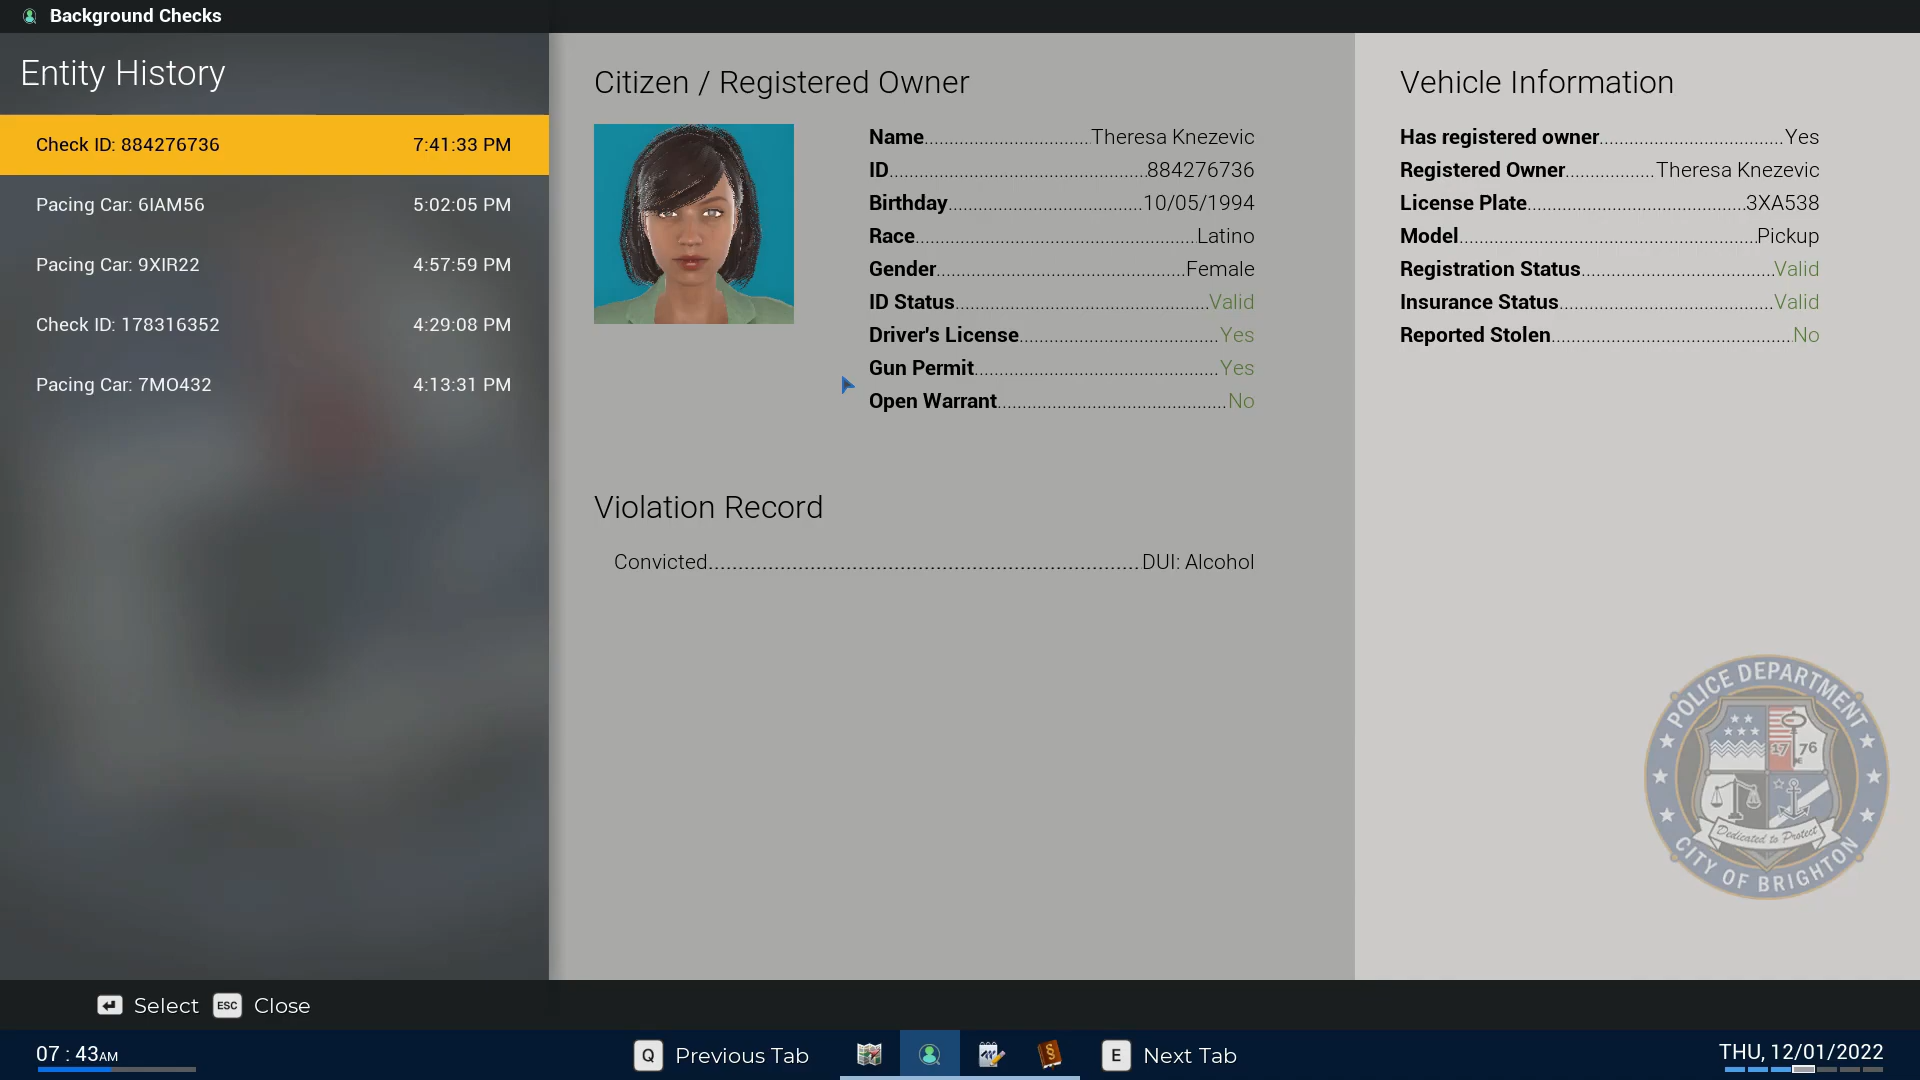 Background Checks
Entity History
Check ID: 884276736 7:41:33 PM
Pacing Car: 6IAM56 5:02:05 PM
Pacing Car: 9XIR22 4:57:59 PM
Check ID: 178316352 4:29:08 PM
Pacing Car: 7MO432 4:13:31 PM
Citizen / Registered Owner
Name Theresa Knezevic
ID 884276736
Birthday 10/05/1994
Race Latino
Gender Female
ID Status Valid
Driver's License Yes
Gun Permit Yes
Open Warrant No
Violation Record
Convicted DUI: Alcohol
Vehicle Information
Has registered owner Yes
Registered Owner Theresa Knezevic
License Plate 3XA538
Model Pickup
Registration Status Valid
Insurance Status Valid
Reported Stolen No
POLICE DEPARTMENT
17 76
Dedicated to Protect
CITY OF BRIGHTON
Select ESC Close
07 : 43 AM
Q Previous Tab
E Next Tab
THU, 12/01/2022